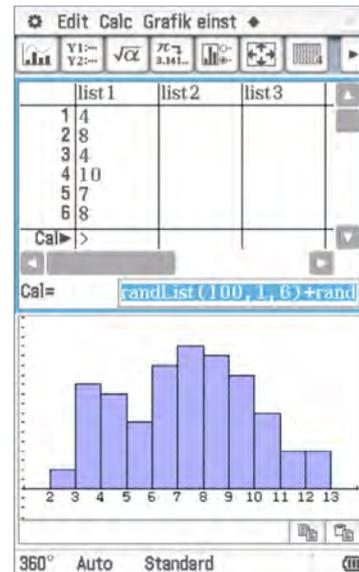 Edit Calc Grafik einst
Y1:... Y2:... √α
list1 list2 list3
1 4
2 8
3 4
4 10
5 7
6 8
Cal▶ >
Cal= randList(100,1,6)+rand
2 3 4 5 6 7 8 9 10 11 12 13
360° Auto Standard